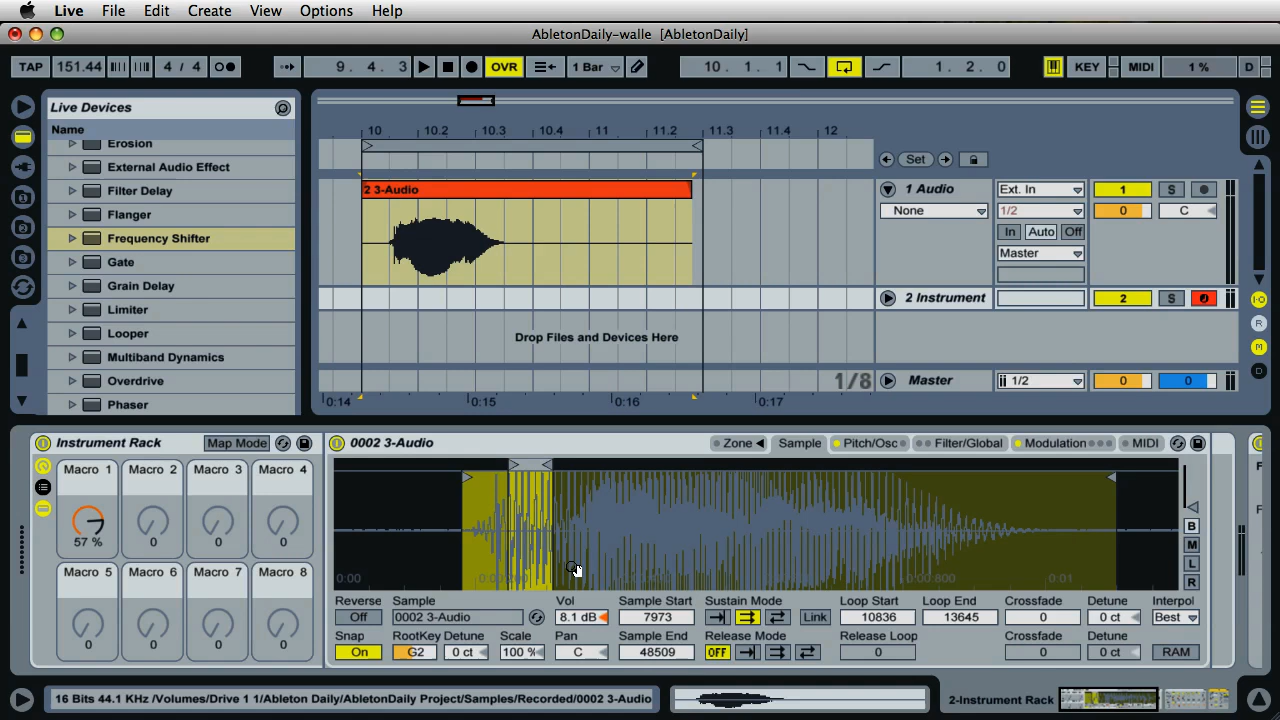 Live File Edit Create View Options Help
AbletonDaily-walle [AbletonDaily]
TAP 151.44 4 / 4 9. 4. 3 OVR 1 Bar 10. 1. 1 1. 2. 0 KEY MIDI 1 % D
Live Devices
Name
Erosion
External Audio Effect
Filter Delay
Flanger
Frequency Shifter
Gate
Grain Delay
Limiter
Looper
Multiband Dynamics
Overdrive
Phaser
10 10.2 10.3 10.4 11 11.2 11.3 11.4 12
Set
2 3-Audio
1 Audio Ext. In 1 S
None 1/2 0 C
In Auto Off
Master
2 Instrument 2 S
Drop Files and Devices Here
1/8 Master 1/2 0 0
0:14 0:15 0:16 0:17
Instrument Rack Map Mode
Macro 1 Macro 2 Macro 3 Macro 4
57 % 0 0 0
Macro 5 Macro 6 Macro 7 Macro 8
0 0 0 0
0002 3-Audio Zone Sample Pitch/Osc Filter/Global Modulation MIDI
B
M
L
R
0:00 0:00:800 0:01
Reverse Sample Vol Sample Start Sustain Mode Loop Start Loop End Crossfade Detune Interpol
Off 0002 3-Audio 8.1 dB 7973 Link 10836 13645 0 0 ct Best
Snap RootKey Detune Scale Pan Sample End Release Mode Release Loop Crossfade Detune
On G2 0 ct 100 % C 48509 OFF 0 0 0 ct RAM
16 Bits 44.1 KHz /Volumes/Drive 1 1/Ableton Daily/AbletonDaily Project/Samples/Recorded/0002 3-Audio
2-Instrument Rack